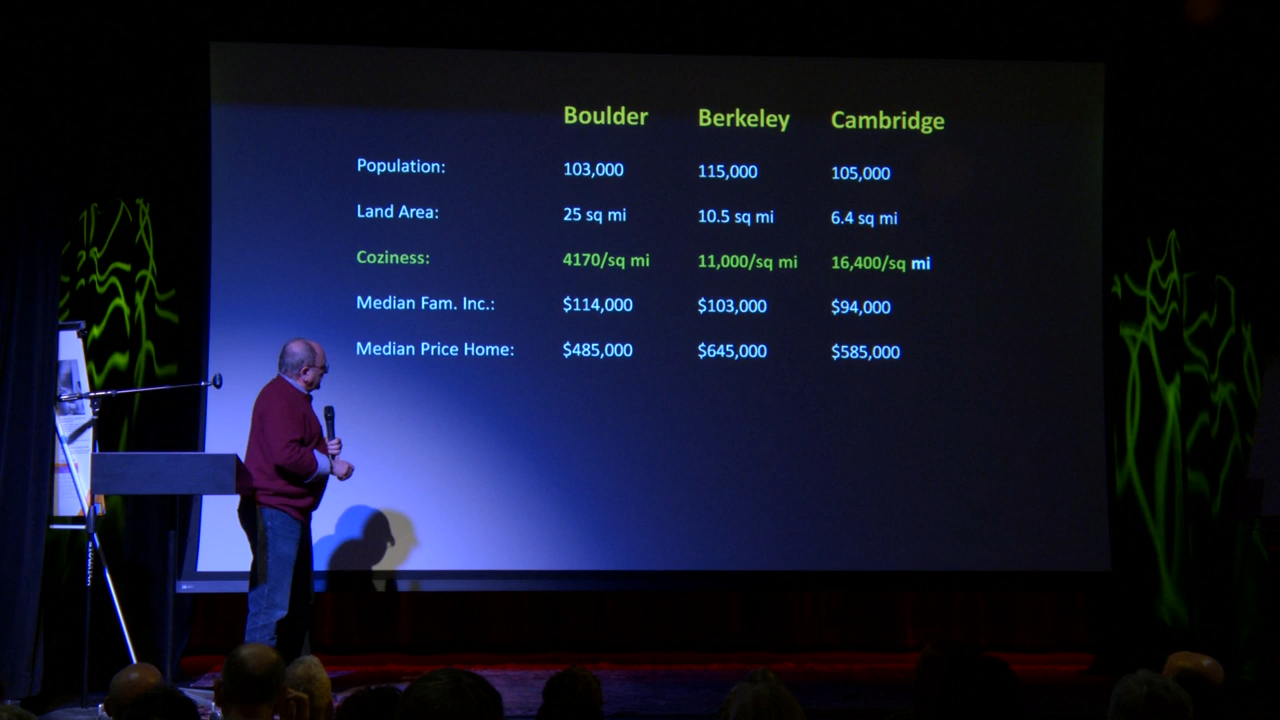 Boulder Berkeley Cambridge
Population: 103,000 115,000 105,000
Land Area: 25 sq mi 10.5 sq mi 6.4 sq mi
Coziness: 4170/sq mi 11,000/sq mi 16,400/sq mi
Median Fam. Inc.: $114,000 $103,000 $94,000
Median Price Home: $485,000 $645,000 $585,000